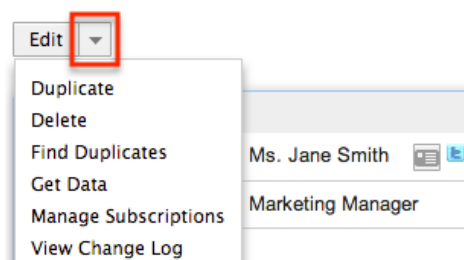 Edit
Duplicate
Delete
Find Duplicates
Get Data
Manage Subscriptions
View Change Log
Ms. Jane Smith
Marketing Manager